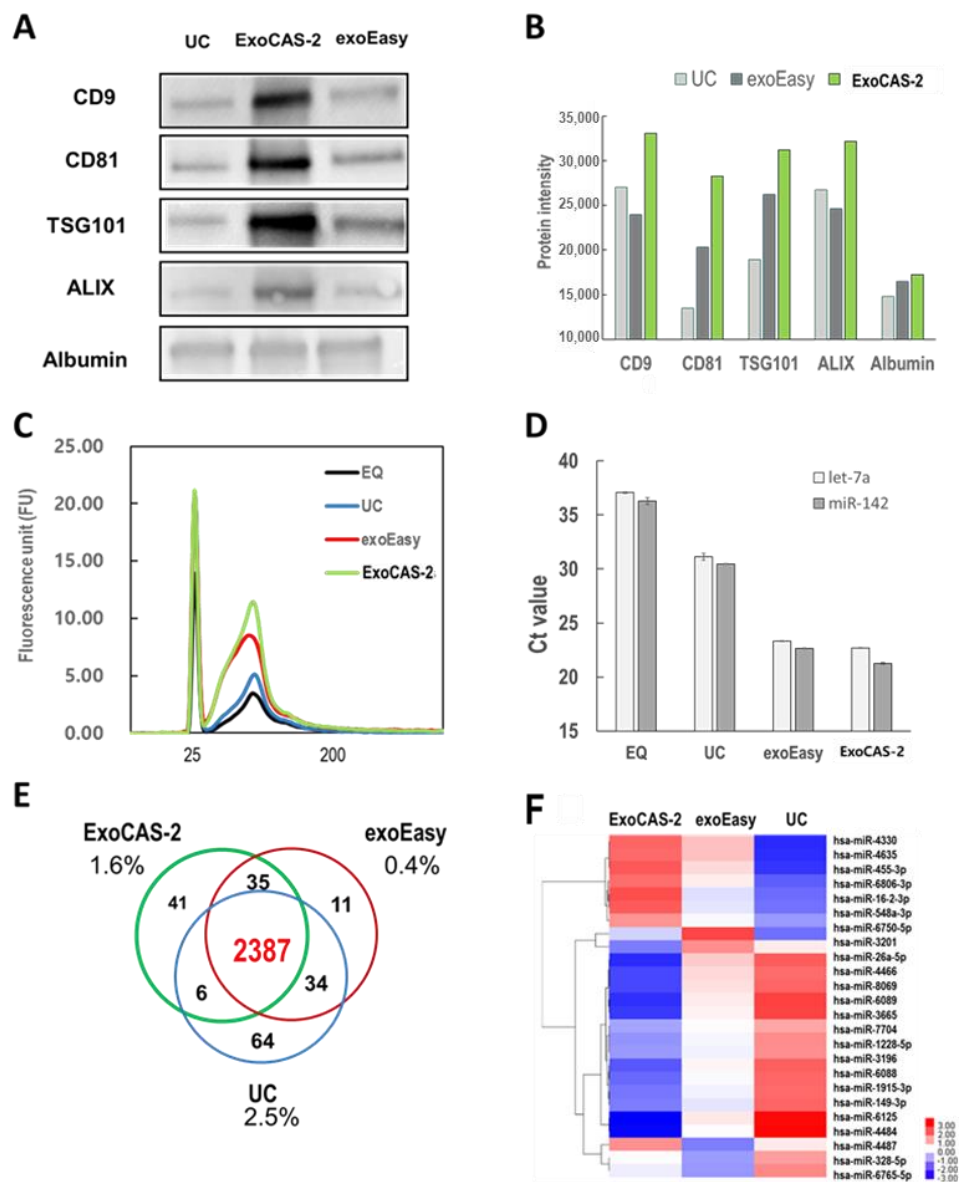 A
UC ExoCAS-2 exoEasy
CD9
CD81
TSG101
ALIX
Albumin
B
UC exoEasy ExoCAS-2
Protein intensity
35,000
30,000
25,000
20,000
15,000
10,000
CD9 CD81 TSG101 ALIX Albumin
C
Fluorescence unit (FU)
25.00
20.00
15.00
10.00
5.00
0.00
EQ
UC
exoEasy
ExoCAS-2
25 200
D
Ct value
40
35
30
25
20
15
let-7a
miR-142
EQ UC exoEasy ExoCAS-2
E
ExoCAS-2
1.6%
exoEasy
0.4%
35
41
11
2387
6
34
64
UC
2.5%
F
ExoCAS-2 exoEasy UC
hsa-miR-4330
hsa-miR-4635
hsa-miR-455-3p
hsa-miR-6806-3p
hsa-miR-16-2-3p
hsa-miR-548a-3p
hsa-miR-6750-5p
hsa-miR-3201
hsa-miR-26a-5p
hsa-miR-4466
hsa-miR-8069
hsa-miR-6089
hsa-miR-3665
hsa-miR-7704
hsa-miR-1228-5p
hsa-miR-3196
hsa-miR-6088
hsa-miR-1915-3p
hsa-miR-149-3p
hsa-miR-6125
hsa-miR-4484
hsa-miR-4487
hsa-miR-328-5p
hsa-miR-6765-5p
3.00
2.00
1.00
0.00
-1.00
-2.00
-3.00